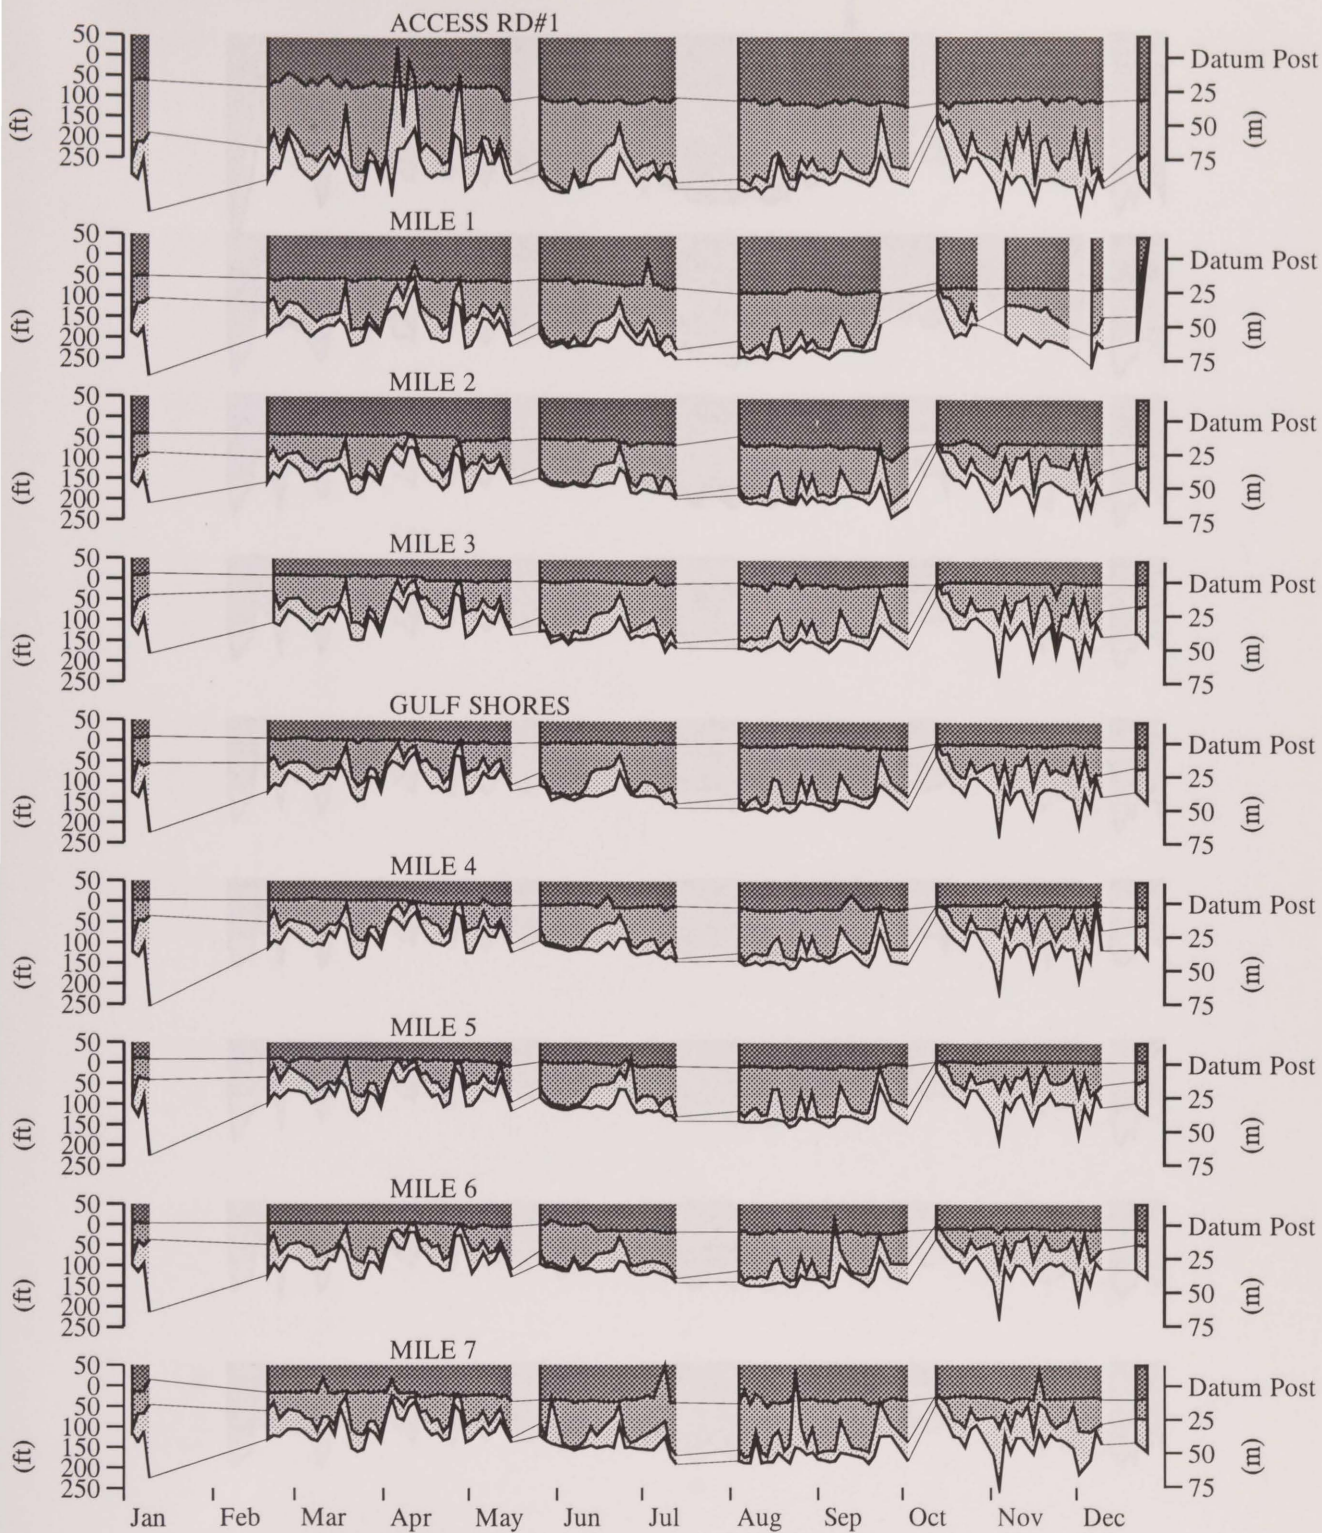 ACCESS RD#1
50
0
50
100
150
200
250
(ft)
Datum Post
25
50
75
(m)
MILE 1
50
0
50
100
150
200
250
(ft)
Datum Post
25
50
75
(m)
MILE 2
50
0
50
100
150
200
250
(ft)
Datum Post
25
50
75
(m)
MILE 3
50
0
50
100
150
200
250
(ft)
Datum Post
25
50
75
(m)
GULF SHORES
50
0
50
100
150
200
250
(ft)
Datum Post
25
50
75
(m)
MILE 4
50
0
50
100
150
200
250
(ft)
Datum Post
25
50
75
(m)
MILE 5
50
0
50
100
150
200
250
(ft)
Datum Post
25
50
75
(m)
MILE 6
50
0
50
100
150
200
250
(ft)
Datum Post
25
50
75
(m)
MILE 7
50
0
50
100
150
200
250
(ft)
Datum Post
25
50
75
(m)
Jan Feb Mar Apr May Jun Jul Aug Sep Oct Nov Dec